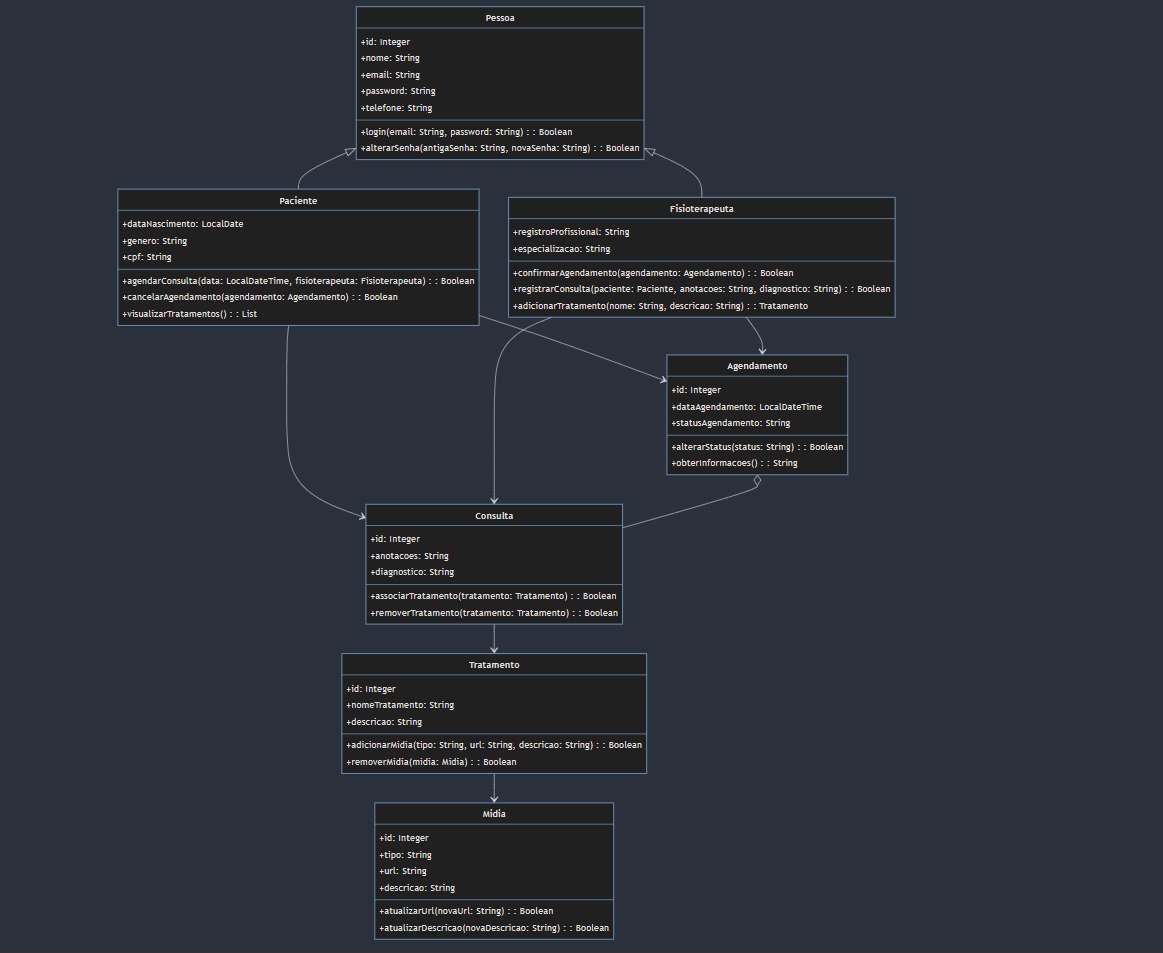 Pessoa
+id: Integer
+nome: String
+email: String
+password: String
+telefone: String
+login(email: String, password: String) : : Boolean
+alterarSenha(antigaSenha: String, novaSenha: String) : : Boolean
Paciente
+dataNascimento: LocalDate
+genero: String
+cpf: String
+agendarConsulta(data: LocalDateTime, fisioterapeuta: Fisioterapeuta) : : Boolean
+cancelarAgendamento(agendamento: Agendamento) : : Boolean
+visualizarTratamentos() : : List
Fisioterapeuta
+registroProfissional: String
+especializacao: String
+confirmarAgendamento(agendamento: Agendamento) : : Boolean
+registrarConsulta(paciente: Paciente, anotacoes: String, diagnostico: String) : : Boolean
+adicionarTratamento(nome: String, descricao: String) : : Tratamento
Agendamento
+id: Integer
+dataAgendamento: LocalDateTime
+statusAgendamento: String
+alterarStatus(status: String) : : Boolean
+obterInformacoes() : : String
Consulta
+id: Integer
+anotacoes: String
+diagnostico: String
+associarTratamento(tratamento: Tratamento) : : Boolean
+removerTratamento(tratamento: Tratamento) : : Boolean
Tratamento
+id: Integer
+nomeTratamento: String
+descricao: String
+adicionarMidia(tipo: String, url: String, descricao: String) : : Boolean
+removerMidia(midia: Midia) : : Boolean
Midia
+id: Integer
+tipo: String
+url: String
+descricao: String
+atualizarUrl(novaUrl: String) : : Boolean
+atualizarDescricao(novaDescricao: String) : : Boolean